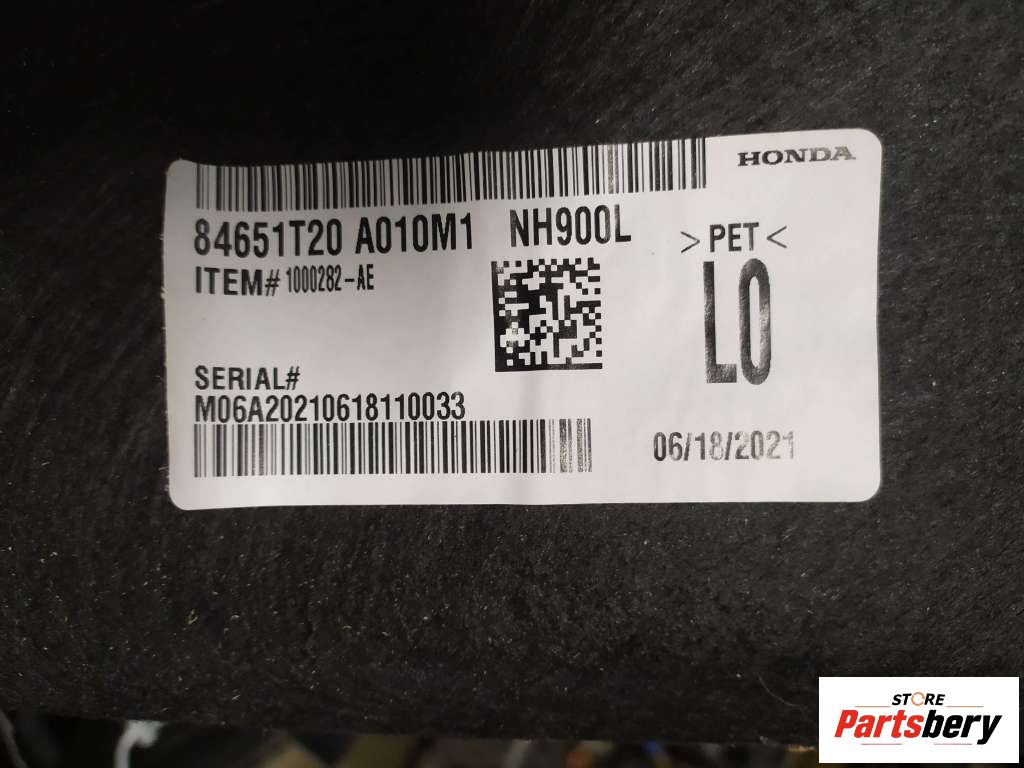 HONDA
84651T20 A010M1 NH900L >PET<
ITEM# 1000282-AE
L0
SERIAL#
M06A20210618110033
06/18/2021
STORE
Partsbery